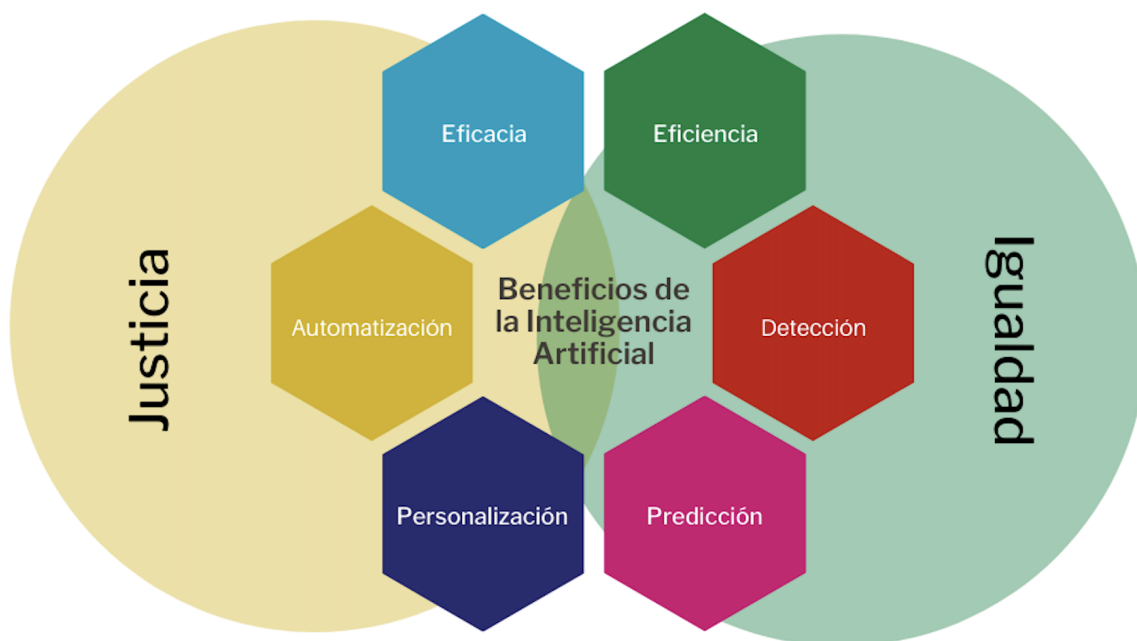 Eficacia
Eficiencia
Justicia
Automatización
Beneficios de
la Inteligencia
Artificial
Detección
Igualdad
Personalización
Predicción